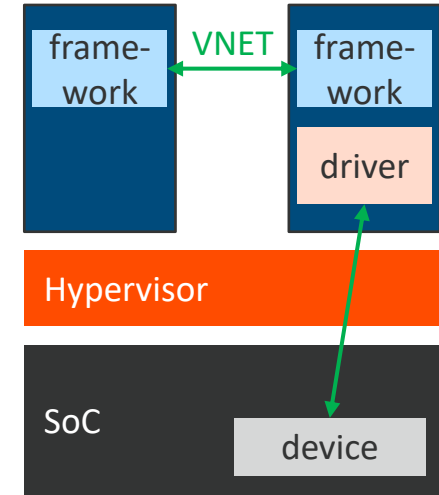 frame-
work
VNET
frame-
work
driver
Hypervisor
SoC
device